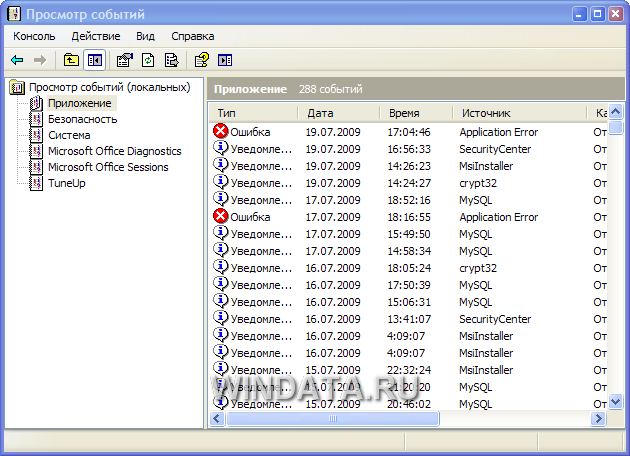 Просмотр событий
Консоль Действие Вид Справка
Просмотр событий (локальных)
Приложение
Безопасность
Система
Microsoft Office Diagnostics
Microsoft Office Sessions
TuneUp
Приложение 288 событий
Тип Дата Время Источник Ка
Ошибка 19.07.2009 17:04:46 Application Error От
Уведомле... 19.07.2009 16:56:33 SecurityCenter От
Уведомле... 19.07.2009 14:26:23 MsiInstaller От
Уведомле... 19.07.2009 14:24:27 crypt32 От
Уведомле... 17.07.2009 18:52:16 MySQL От
Ошибка 17.07.2009 18:16:55 Application Error От
Уведомле... 17.07.2009 15:49:50 MySQL От
Уведомле... 17.07.2009 14:58:34 MySQL От
Уведомле... 16.07.2009 18:05:24 crypt32 От
Уведомле... 16.07.2009 17:50:39 MySQL От
Уведомле... 16.07.2009 15:06:31 MySQL От
Уведомле... 16.07.2009 13:41:07 SecurityCenter От
Уведомле... 16.07.2009 4:09:07 MsiInstaller От
Уведомле... 16.07.2009 4:09:07 MsiInstaller От
Уведомле... 15.07.2009 22:32:24 MsiInstaller От
Уведомле... 15.07.2009 21:20:20 MySQL От
Уведомле... 15.07.2009 20:46:02 MySQL От
WINDATA.RU